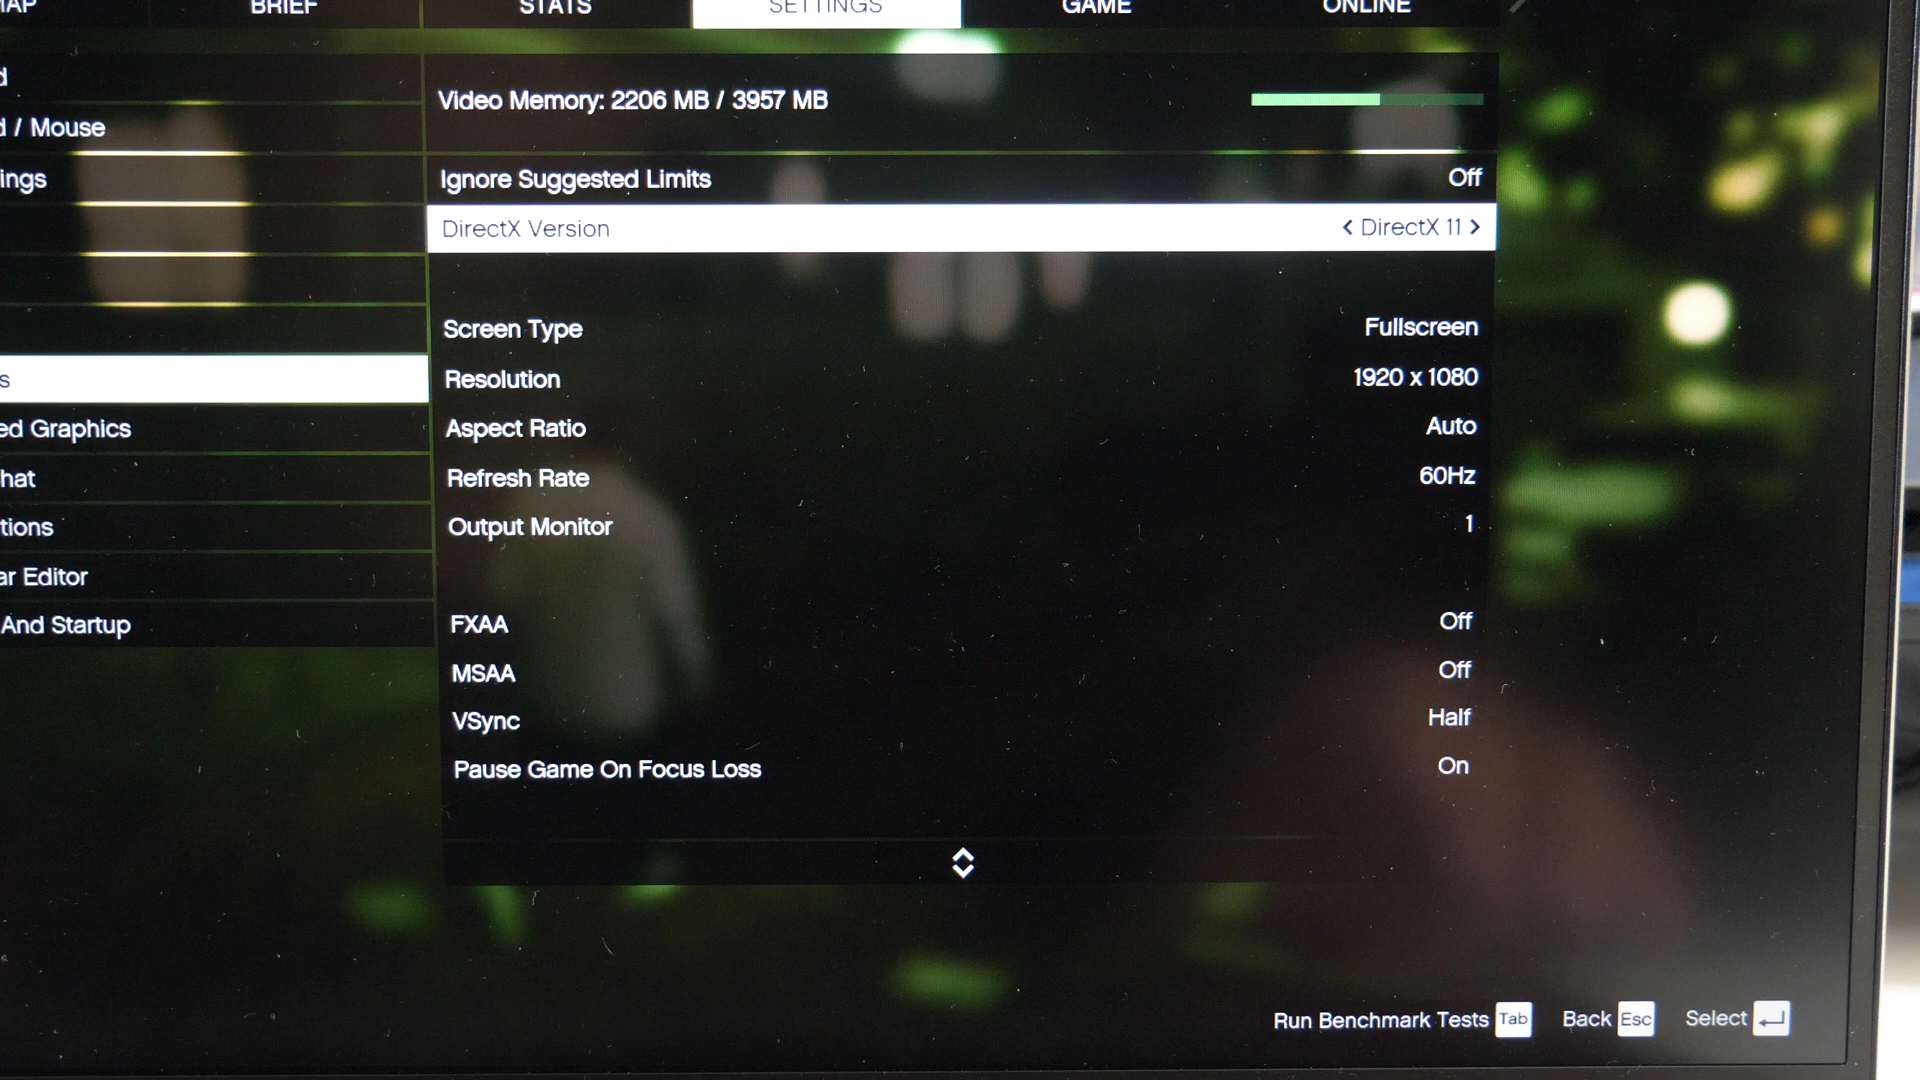 BRIEF STATS SETTINGS GAME ONLINE
Video Memory: 2206 MB / 3957 MB
/ Mouse
Ignore Suggested Limits Off
DirectX Version < DirectX 11 >
Screen Type Fullscreen
Resolution 1920 x 1080
Graphics
Aspect Ratio Auto
Refresh Rate 60Hz
Output Monitor 1
Editor
And Startup
FXAA Off
MSAA Off
VSync Half
Pause Game On Focus Loss On
Run Benchmark Tests Tab Back Esc Select